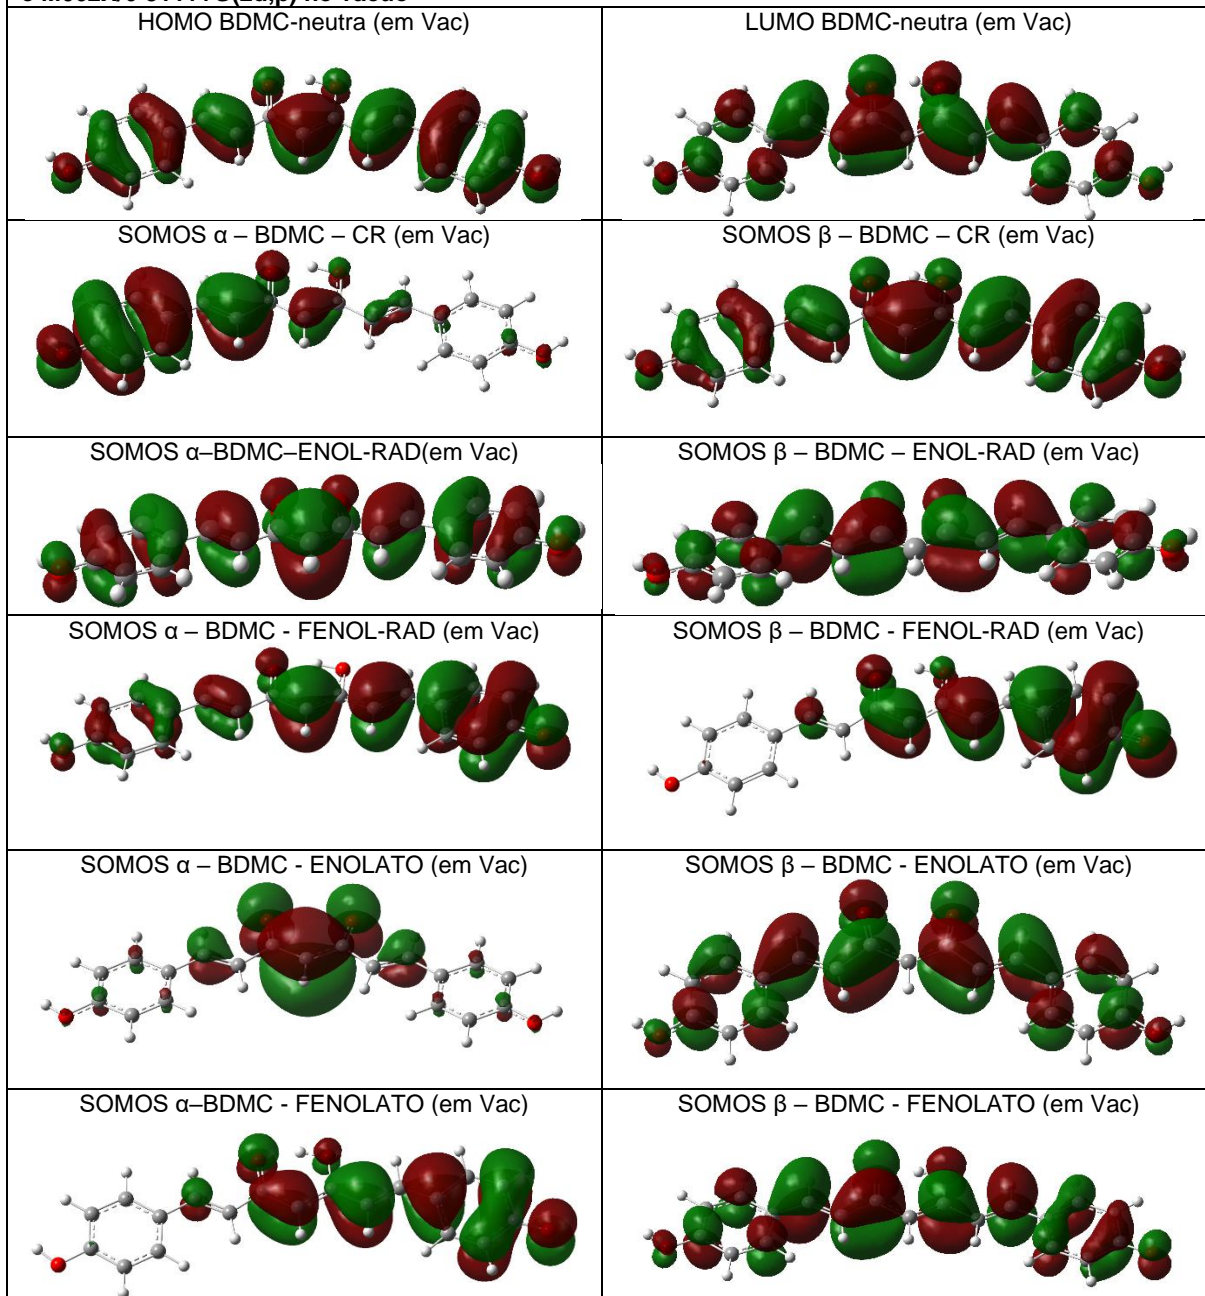 HOMO BDMC-neutra (em Vac)
LUMO BDMC-neutra (em Vac)
SOMOS α – BDMC – CR (em Vac)
SOMOS β – BDMC – CR (em Vac)
SOMOS α–BDMC–ENOL-RAD(em Vac)
SOMOS β – BDMC – ENOL-RAD (em Vac)
SOMOS α – BDMC - FENOL-RAD (em Vac)
SOMOS β – BDMC - FENOL-RAD (em Vac)
SOMOS α – BDMC - ENOLATO (em Vac)
SOMOS β – BDMC - ENOLATO (em Vac)
SOMOS α–BDMC - FENOLATO (em Vac)
SOMOS β – BDMC - FENOLATO (em Vac)